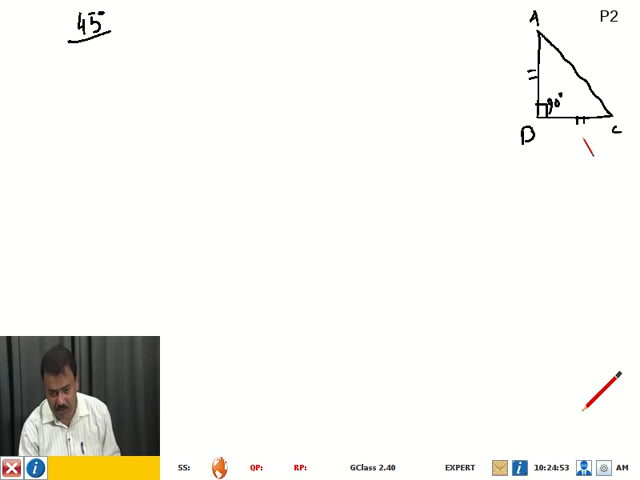 45°
A
P2
90°
B
C
SS:
QP:
RP:
GClass 2.40
EXPERT
10:24:53
AM